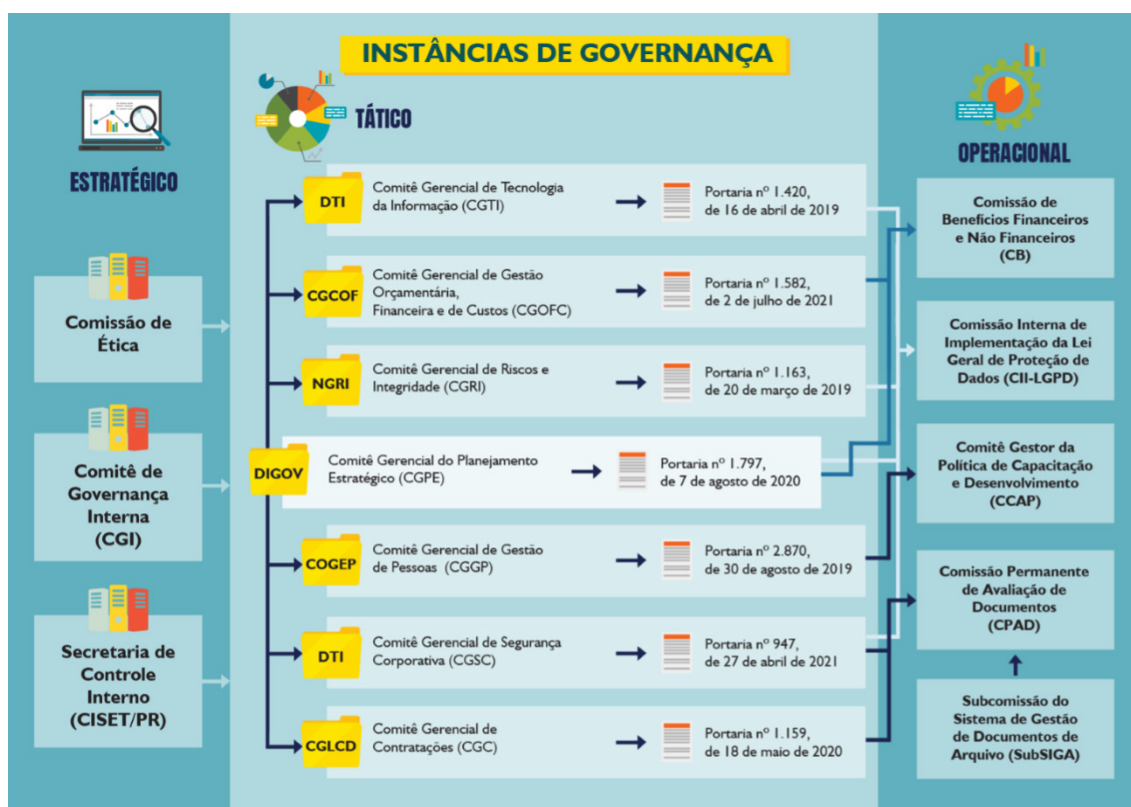 INSTÂNCIAS DE GOVERNANÇA
ESTRATÉGICO
Comissão de
Ética
Comitê de
Governança
Interna
(CGI)
Secretaria de
Controle
Interno
(CISET/PR)
TÁTICO
DTI
Comitê Gerencial de Tecnologia
da Informação (CGTI)
Portaria nº 1.420,
de 16 de abril de 2019
CGCOF
Comitê Gerencial de Gestão
Orçamentária,
Financeira e de Custos (CGOFC)
Portaria nº 1.582,
de 2 de julho de 2021
NGRI
Comitê Gerencial de Riscos e
Integridade (CGRI)
Portaria nº 1.163,
de 20 de março de 2019
DIGOV
Comitê Gerencial do Planejamento
Estratégico (CGPE)
Portaria nº 1.797,
de 7 de agosto de 2020
COGEP
Comitê Gerencial de Gestão
de Pessoas (CGGP)
Portaria nº 2.870,
de 30 de agosto de 2019
DTI
Comitê Gerencial de Segurança
Corporativa (CGSC)
Portaria nº 947,
de 27 de abril de 2021
CGLCD
Comitê Gerencial de
Contratações (CGC)
Portaria nº 1.159,
de 18 de maio de 2020
OPERACIONAL
Comissão de
Benefícios Financeiros
e Não Financeiros
(CB)
Comissão Interna de
Implementação da Lei
Geral de Proteção de
Dados (CII-LGPD)
Comitê Gestor da
Política de Capacitação
e Desenvolvimento
(CCAP)
Comissão Permanente
de Avaliação de
Documentos
(CPAD)
Subcomissão do
Sistema de Gestão
de Documentos de
Arquivo (SubSIGA)